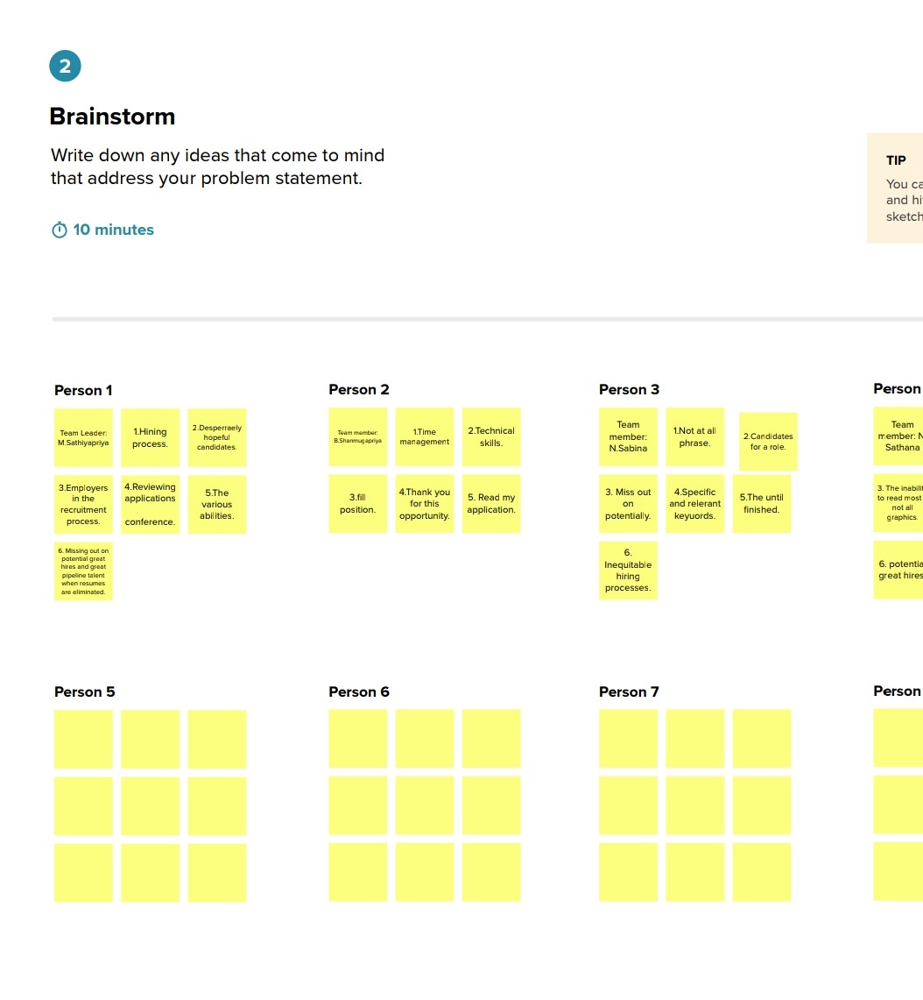 2
Brainstorm
Write down any ideas that come to mind
that address your problem statement.
10 minutes
TIP
You ca
and hi
sketch
Person 1
Team Leader:
M.Sathiyapriya
1.Hining
process.
2.Desperraely
hopeful
candidates.
3.Employers
in the
recruitment
process.
4.Reviewing
applications
conference.
5.The
various
abilities.
6. Missing out on
potential great
hires and great
pipeline talent
when resumes
are eliminated.
Person 2
Team member:
B.Shanmugapriya
1.Time
management
2.Technical
skills.
3.fill
position.
4.Thank you
for this
opportunity.
5. Read my
application.
Person 3
Team
member:
N.Sabina
1.Not at all
phrase.
2.Candidates
for a role.
3. Miss out
on
potentially.
4.Specific
and relerant
keyuords.
5.The until
finished.
6.
Inequitable
hiring
processes.
Person
Team
member: N
Sathana
3. The inabilit
to read most
not all
graphics.
6. potentia
great hires
Person 5
Person 6
Person 7
Person